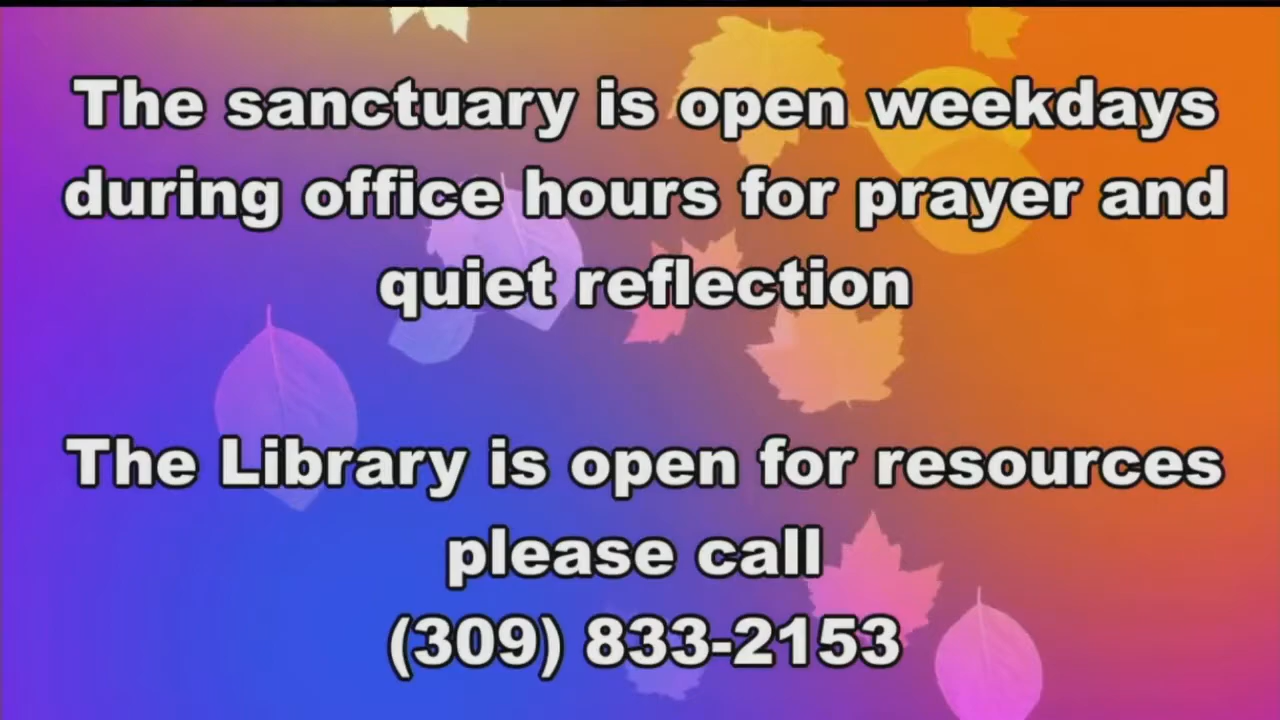 The sanctuary is open weekdays
during office hours for prayer and
quiet reflection
The Library is open for resources
please call
(309) 833-2153